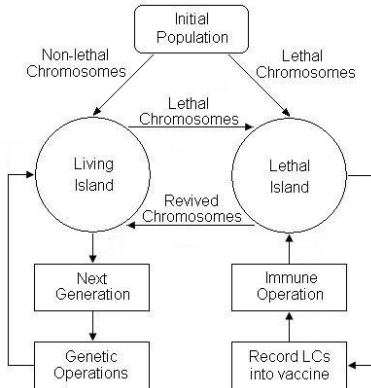 Initial
Population
Non-lethal
Chromosomes
Lethal
Chromosomes
Lethal
Chromosomes
Living
Island
Lethal
Island
Revived
Chromosomes
Next
Generation
Immune
Operation
Genetic
Operations
Record LCs
into vaccine